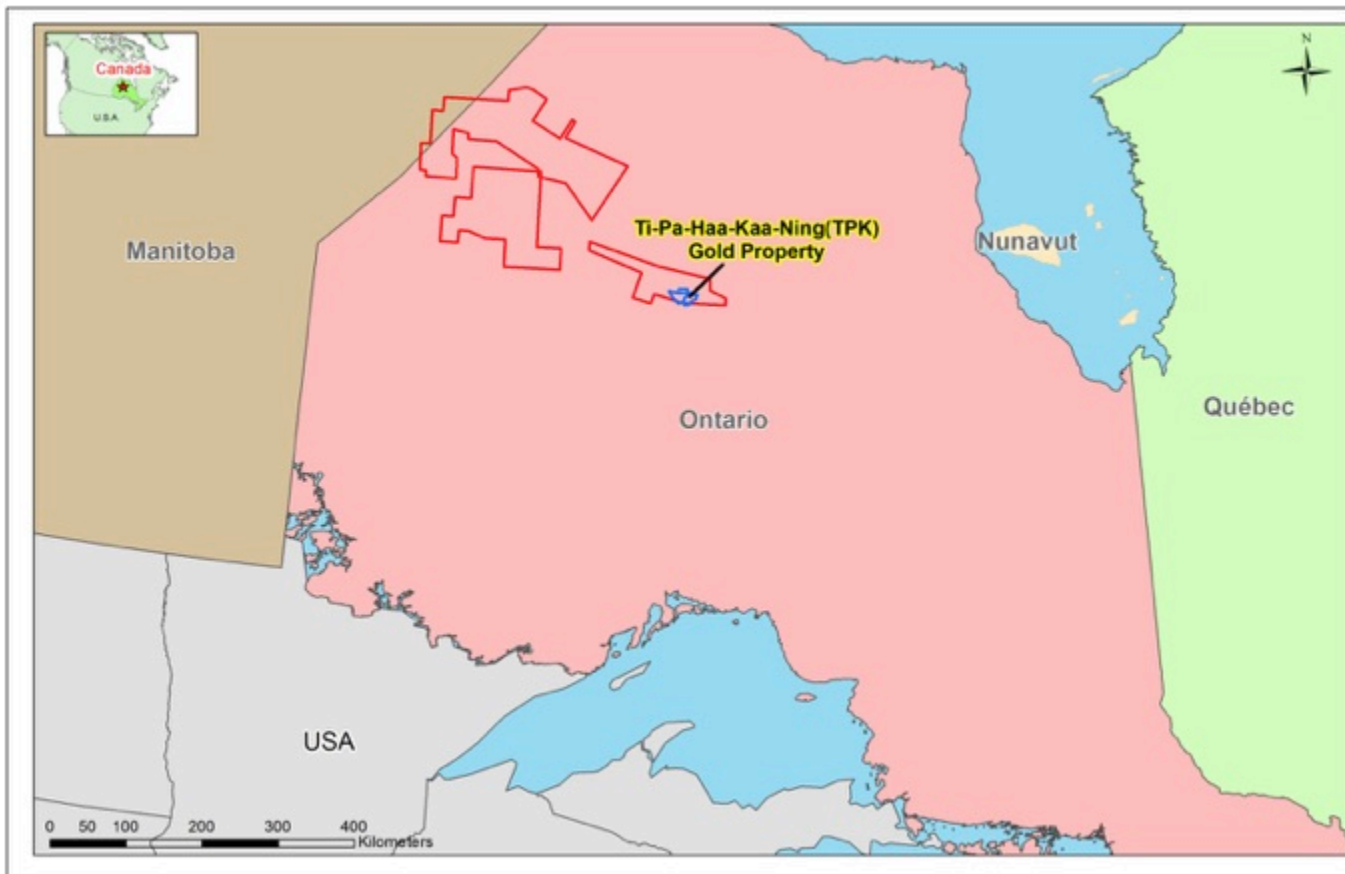 Canada
U.S.A
N
Manitoba
Ti-Pa-Haa-Kaa-Ning(TPK)
Gold Property
Nunavut
Ontario
Québec
USA
0 50 100 200 300 400
Kilometers